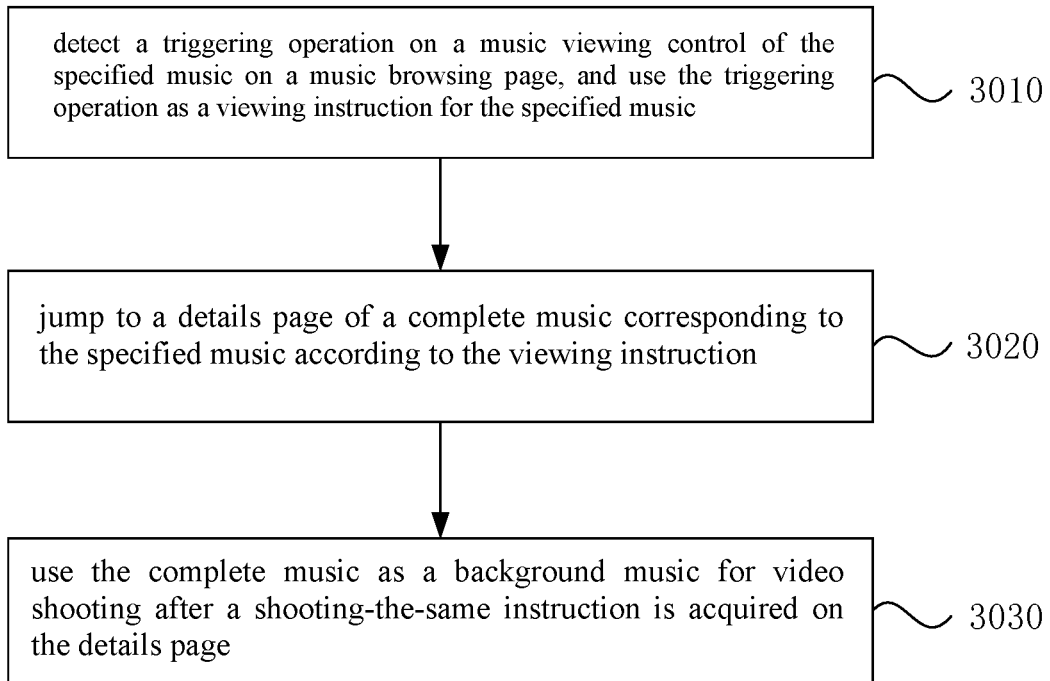 detect a triggering operation on a music viewing control of the
specified music on a music browsing page, and use the triggering
operation as a viewing instruction for the specified music
3010
jump to a details page of a complete music corresponding to
the specified music according to the viewing instruction
3020
use the complete music as a background music for video
shooting after a shooting-the-same instruction is acquired on
the details page
3030